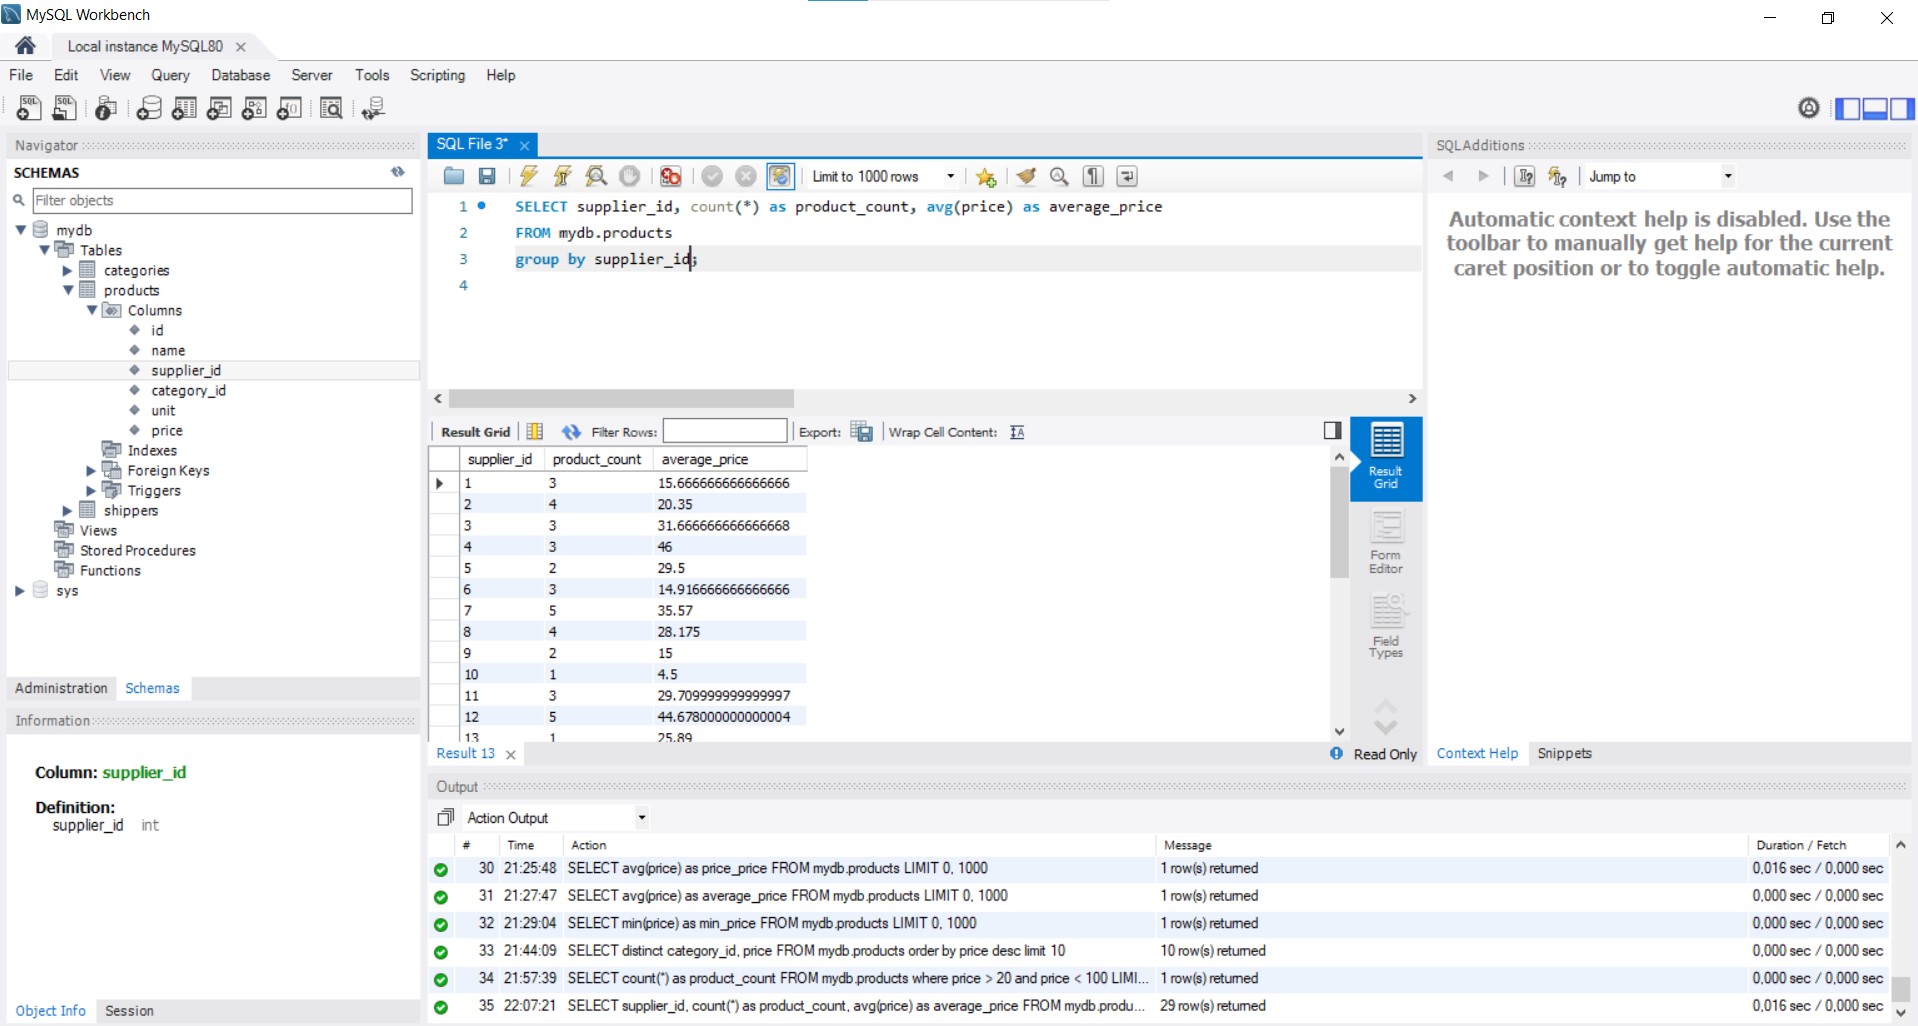 MySQL Workbench
Local instance MySQL80
File Edit View Query Database Server Tools Scripting Help
Navigator
SCHEMAS
Filter objects
mydb
Tables
categories
products
Columns
id
name
supplier_id
category_id
unit
price
Indexes
Foreign Keys
Triggers
shippers
Views
Stored Procedures
Functions
sys
Administration Schemas
Information
Column: supplier_id
Definition:
supplier_id int
Object Info Session
SQL File 3*
Limit to 1000 rows
1 SELECT supplier_id, count(*) as product_count, avg(price) as average_price
2 FROM mydb.products
3 group by supplier_id;
4
Result Grid Filter Rows: Export: Wrap Cell Content:
supplier_id product_count average_price
1 3 15.666666666666666
2 4 20.35
3 3 31.666666666666668
4 3 46
5 2 29.5
6 3 14.916666666666666
7 5 35.57
8 4 28.175
9 2 15
10 1 4.5
11 3 29.709999999999997
12 5 44.678000000000004
13 1 25.89
Result
Grid
Form
Editor
Field
Types
Result 13
Read Only
SQLAdditions
Jump to
Automatic context help is disabled. Use the
toolbar to manually get help for the current
caret position or to toggle automatic help.
Context Help Snippets
Output
Action Output
# Time Action Message Duration / Fetch
30 21:25:48 SELECT avg(price) as price_price FROM mydb.products LIMIT 0, 1000 1 row(s) returned 0,016 sec / 0,000 sec
31 21:27:47 SELECT avg(price) as average_price FROM mydb.products LIMIT 0, 1000 1 row(s) returned 0,000 sec / 0,000 sec
32 21:29:04 SELECT min(price) as min_price FROM mydb.products LIMIT 0, 1000 1 row(s) returned 0,000 sec / 0,000 sec
33 21:44:09 SELECT distinct category_id, price FROM mydb.products order by price desc limit 10 10 row(s) returned 0,000 sec / 0,000 sec
34 21:57:39 SELECT count(*) as product_count FROM mydb.products where price > 20 and price < 100 LIMI... 1 row(s) returned 0,000 sec / 0,000 sec
35 22:07:21 SELECT supplier_id, count(*) as product_count, avg(price) as average_price FROM mydb.produ... 29 row(s) returned 0,016 sec / 0,000 sec